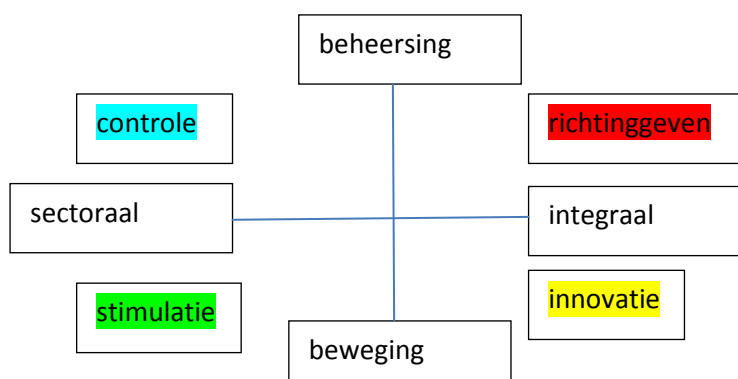 beheersing
controle
richtinggeven
sectoraal
integraal
stimulatie
innovatie
beweging